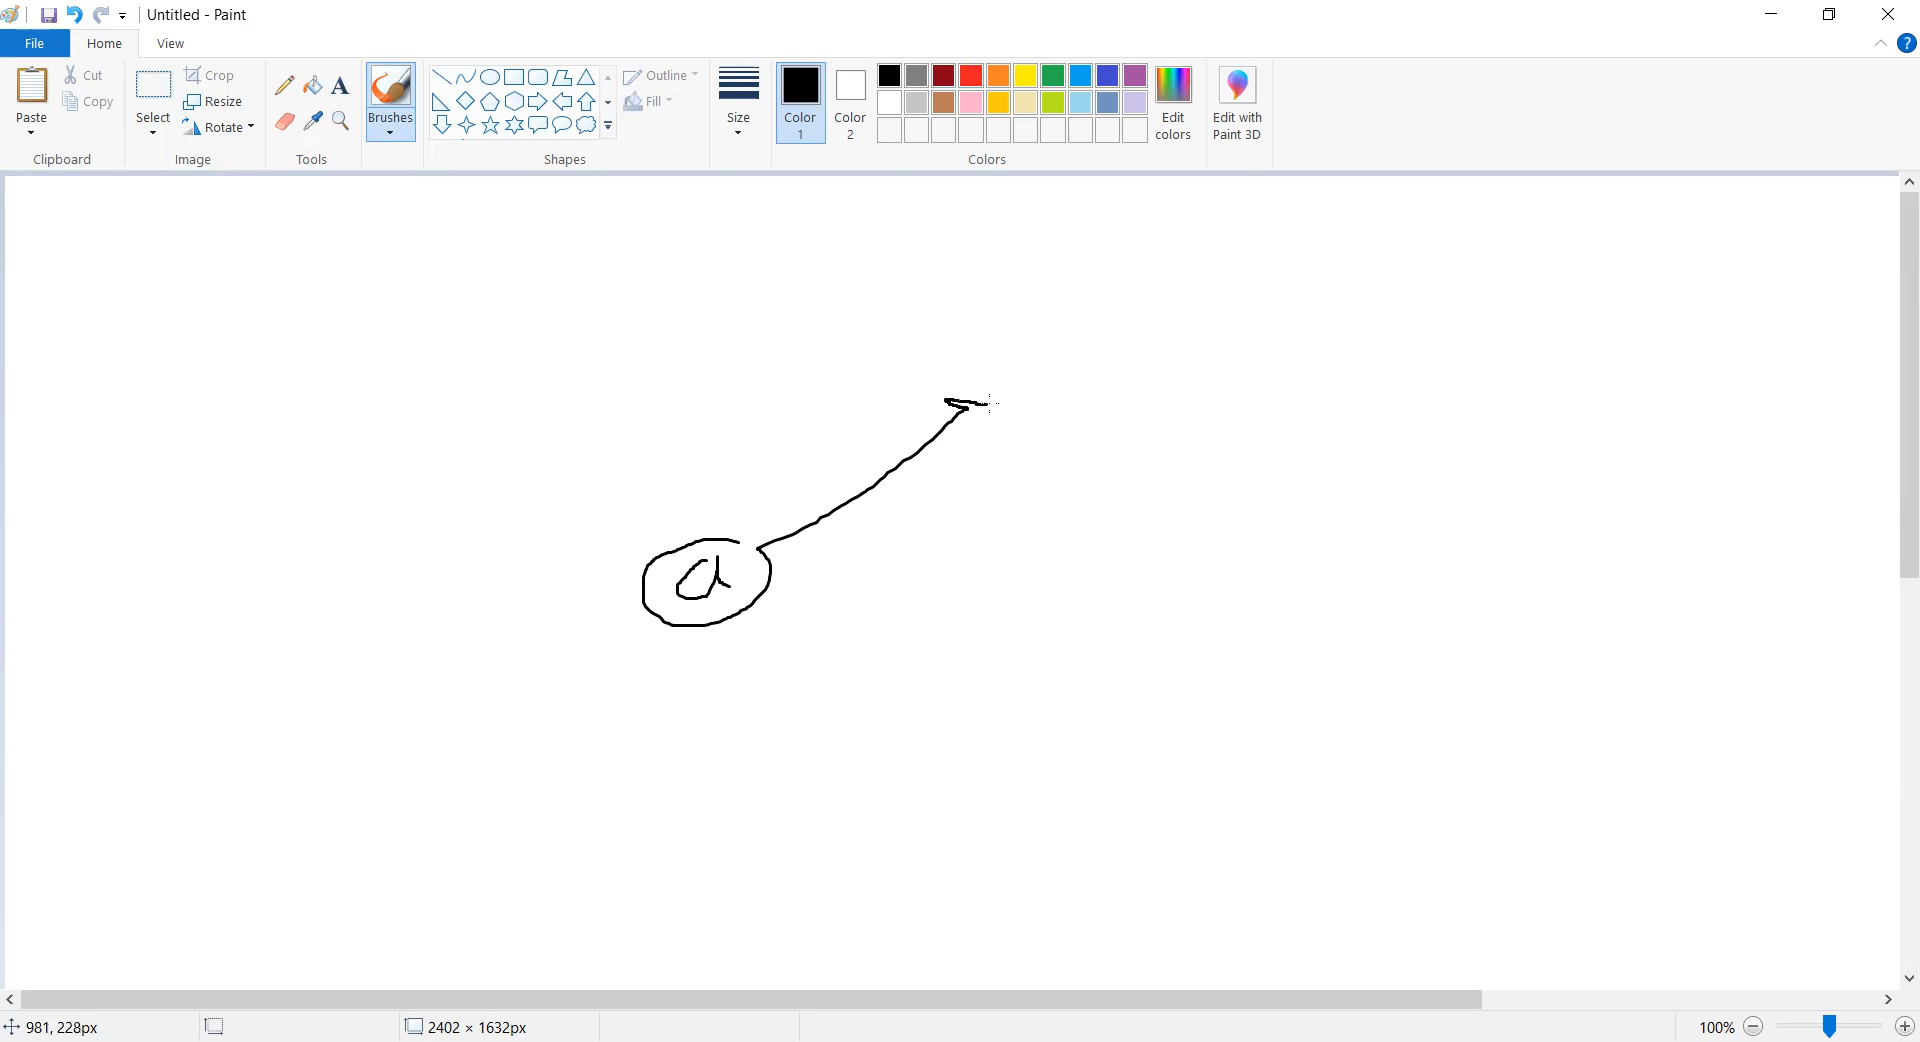 Untitled - Paint
File Home View
Paste
Cut
Copy
Clipboard
Select
Crop
Resize
Rotate
Image
Tools
Brushes
Outline
Fill
Shapes
Size
Color
1
Color
2
Edit
colors
Colors
Edit with
Paint 3D
?
a
981, 228px
2402 × 1632px
100%